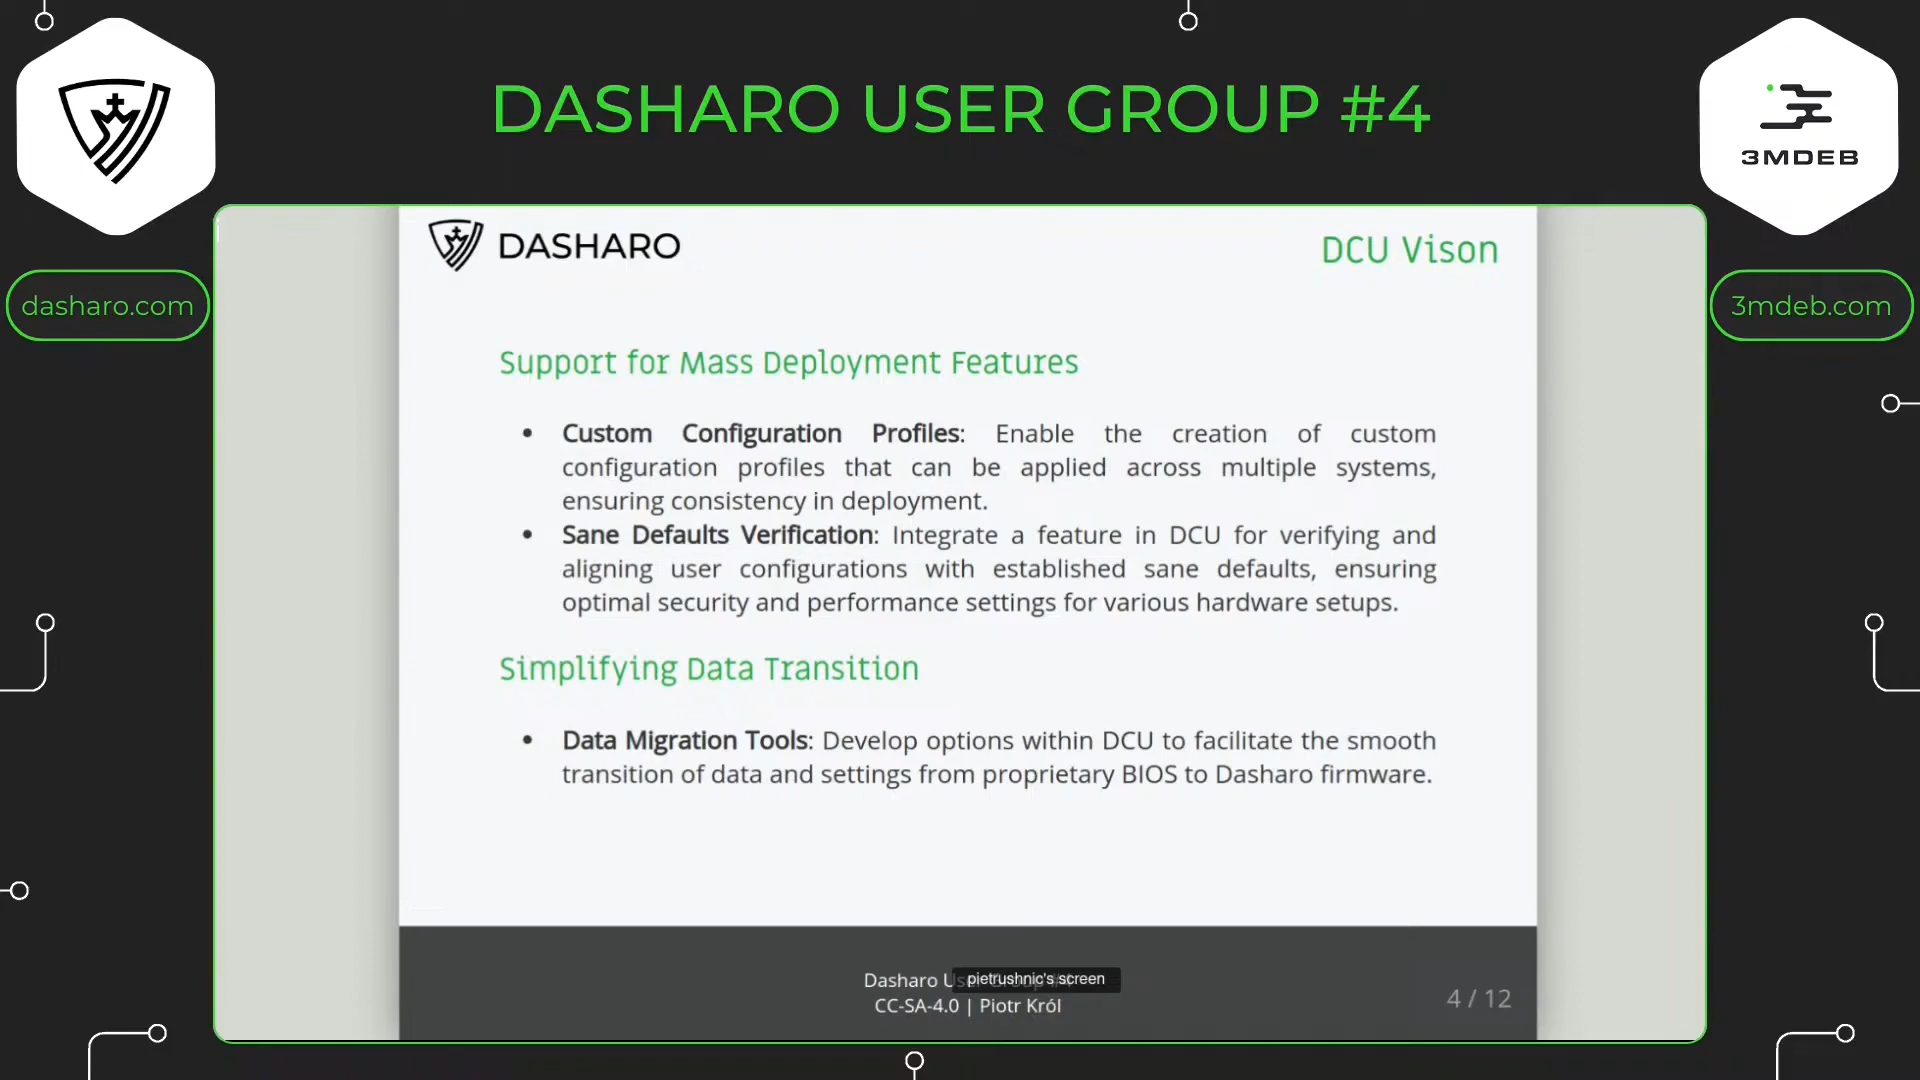 DASHARO USER GROUP #4
3MDEB
dasharo.com
3mdeb.com
DASHARO
DCU Vison
Support for Mass Deployment Features
• Custom Configuration Profiles: Enable the creation of custom
configuration profiles that can be applied across multiple systems,
ensuring consistency in deployment.
• Sane Defaults Verification: Integrate a feature in DCU for verifying and
aligning user configurations with established sane defaults, ensuring
optimal security and performance settings for various hardware setups.
Simplifying Data Transition
• Data Migration Tools: Develop options within DCU to facilitate the smooth
transition of data and settings from proprietary BIOS to Dasharo firmware.
Dasharo
pietrushnic's screen
CC-SA-4.0 | Piotr Król
4 / 12